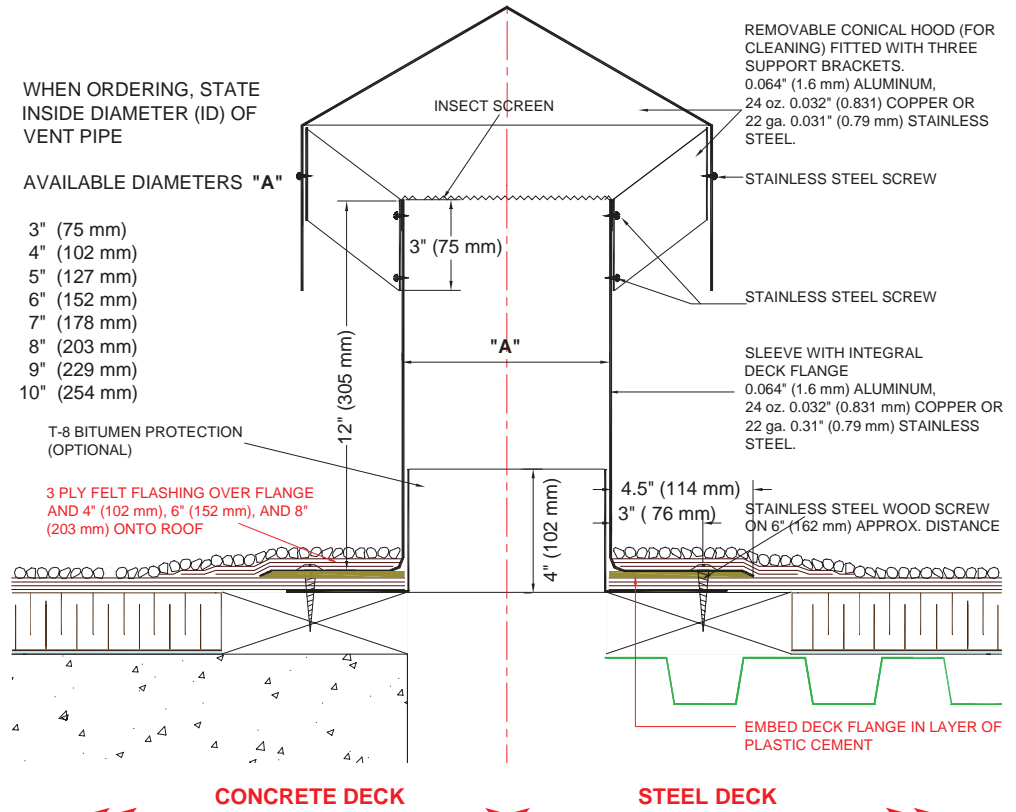 WHEN ORDERING, STATE
INSIDE DIAMETER (ID) OF
VENT PIPE
AVAILABLE DIAMETERS "A"
3" (75 mm)
4" (102 mm)
5" (127 mm)
6" (152 mm)
7" (178 mm)
8" (203 mm)
9" (229 mm)
10" (254 mm)
T-8 BITUMEN PROTECTION
(OPTIONAL)
3 PLY FELT FLASHING OVER FLANGE
AND 4" (102 mm), 6" (152 mm), AND 8"
(203 mm) ONTO ROOF
INSECT SCREEN
3" (75 mm)
12" (305 mm)
"A"
4" (102 mm)
REMOVABLE CONICAL HOOD (FOR
CLEANING) FITTED WITH THREE
SUPPORT BRACKETS.
0.064" (1.6 mm) ALUMINUM,
24 oz. 0.032" (0.831) COPPER OR
22 ga. 0.031" (0.79 mm) STAINLESS
STEEL.
STAINLESS STEEL SCREW
STAINLESS STEEL SCREW
SLEEVE WITH INTEGRAL
DECK FLANGE
0.064" (1.6 mm) ALUMINUM,
24 oz. 0.032" (0.831 mm) COPPER OR
22 ga. 0.31" (0.79 mm) STAINLESS
STEEL.
4.5" (114 mm)
3" ( 76 mm)
STAINLESS STEEL WOOD SCREW
ON 6" (162 mm) APPROX. DISTANCE
EMBED DECK FLANGE IN LAYER OF
PLASTIC CEMENT
CONCRETE DECK
STEEL DECK